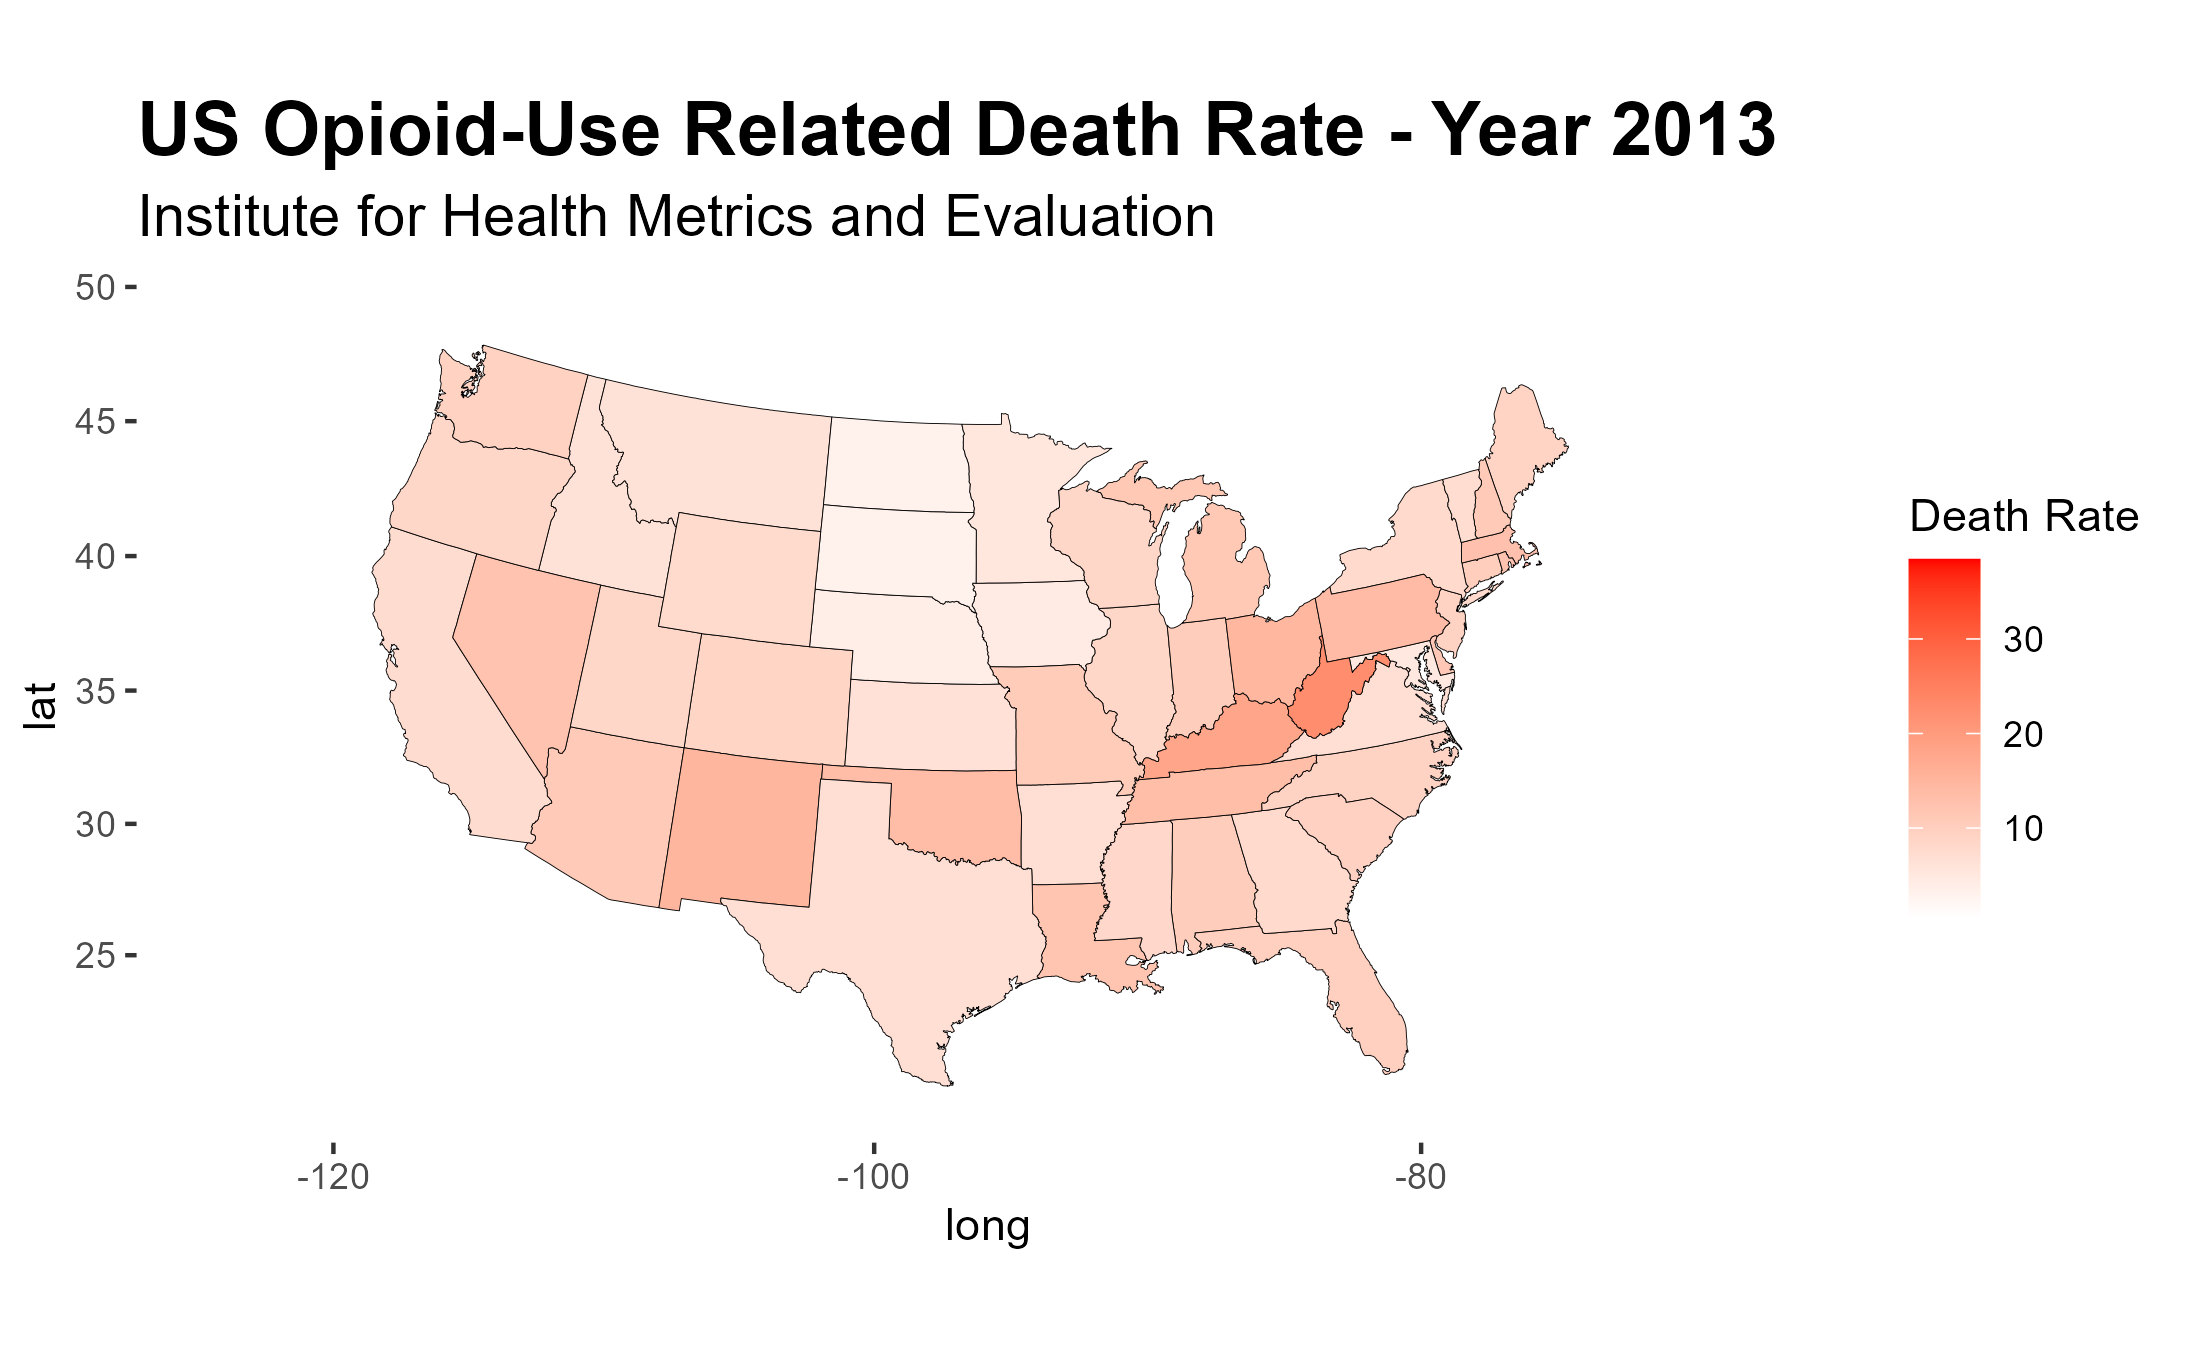 US Opioid-Use Related Death Rate - Year 2013
Institute for Health Metrics and Evaluation
50
45
40
35
30
25
lat
-120
-100
-80
long
Death Rate
30
20
10